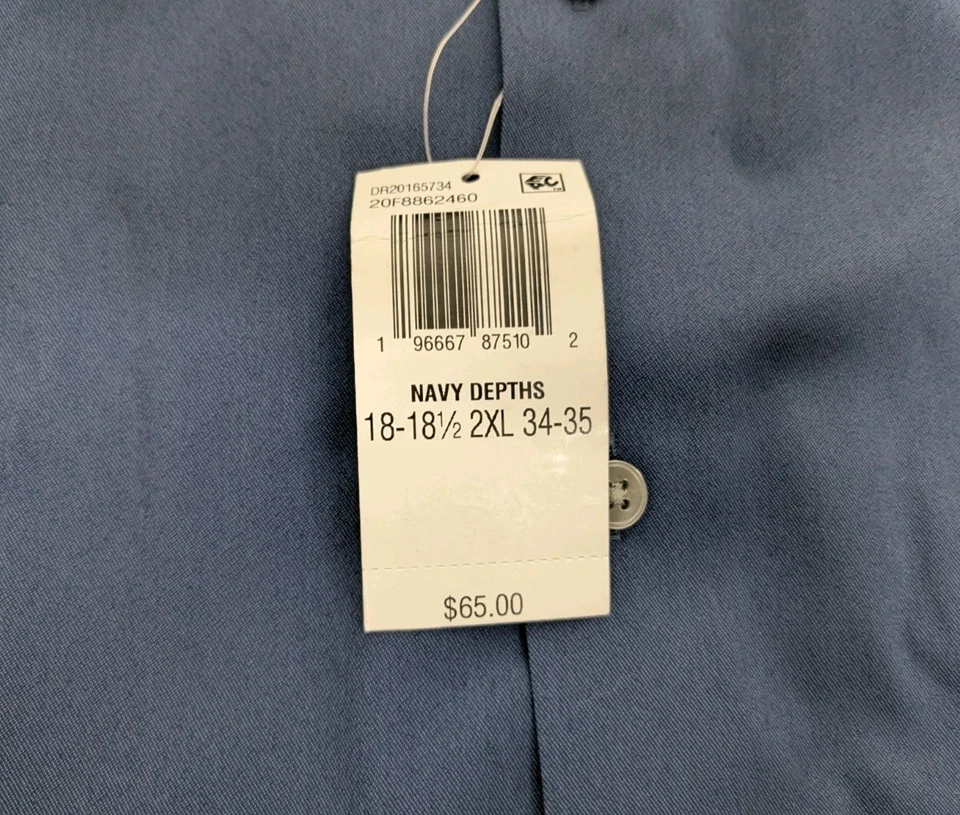 DR20165734
20F8862460
1 96667 87510 2
NAVY DEPTHS
18-18½ 2XL 34-35
$65.00